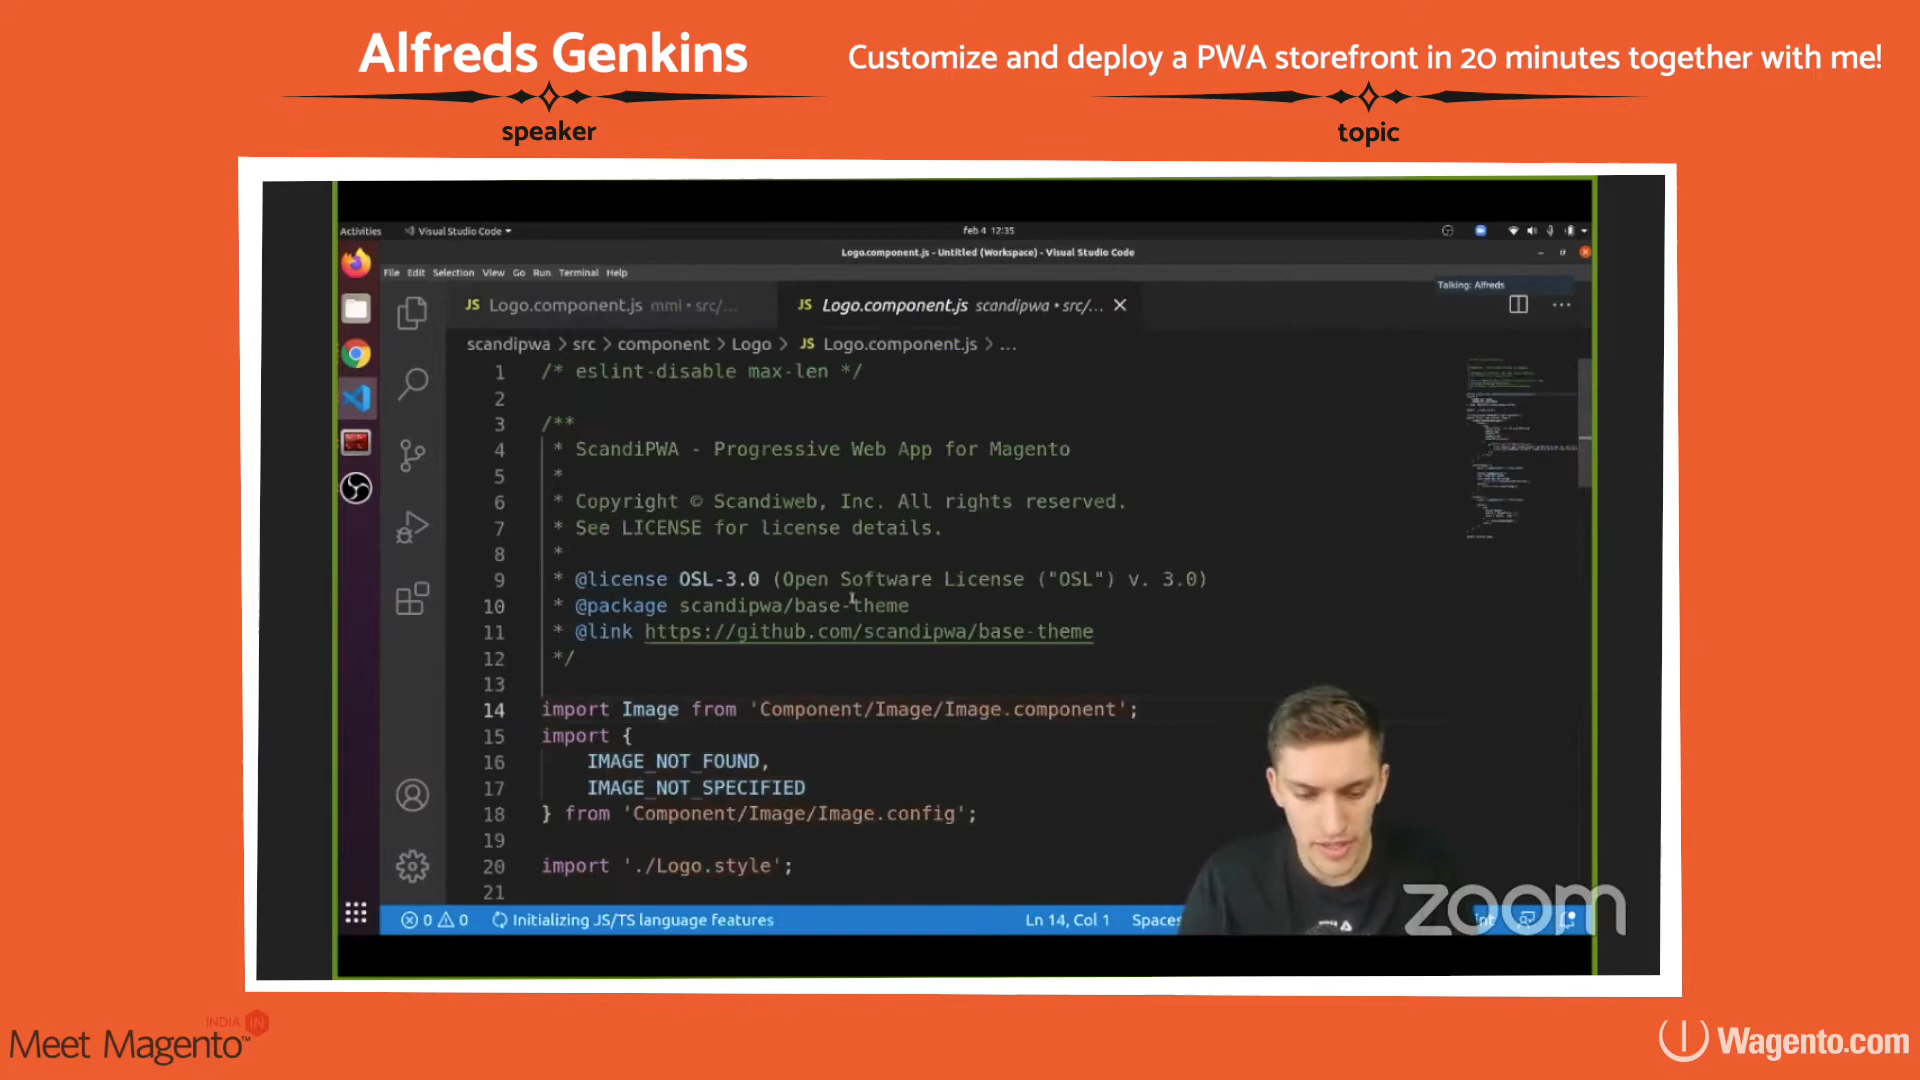 Alfreds Genkins
speaker
Customize and deploy a PWA storefront in 20 minutes together with me!
topic
Activities
Visual Studio Code
feb 4 12:35
Logo.component.js - Untitled (Workspace) - Visual Studio Code
File Edit Selection View Go Run Terminal Help
Talking: Alfreds
JS Logo.component.js mmi • src/...
JS Logo.component.js scandipwa • src/...
scandipwa > src > component > Logo > JS Logo.component.js > ...
1 /* eslint-disable max-len */
2
3 /**
4 * ScandiPWA - Progressive Web App for Magento
5 *
6 * Copyright © Scandiweb, Inc. All rights reserved.
7 * See LICENSE for license details.
8 *
9 * @license OSL-3.0 (Open Software License ("OSL") v. 3.0)
10 * @package scandipwa/base-theme
11 * @link https://github.com/scandipwa/base-theme
12 */
13
14 import Image from 'Component/Image/Image.component';
15 import {
16 IMAGE_NOT_FOUND,
17 IMAGE_NOT_SPECIFIED
18 } from 'Component/Image/Image.config';
19
20 import './Logo.style';
21
0 0 Initializing JS/TS language features
Ln 14, Col 1 Spaces
zoom
Meet Magento™
INDIA IN
Wagento.com